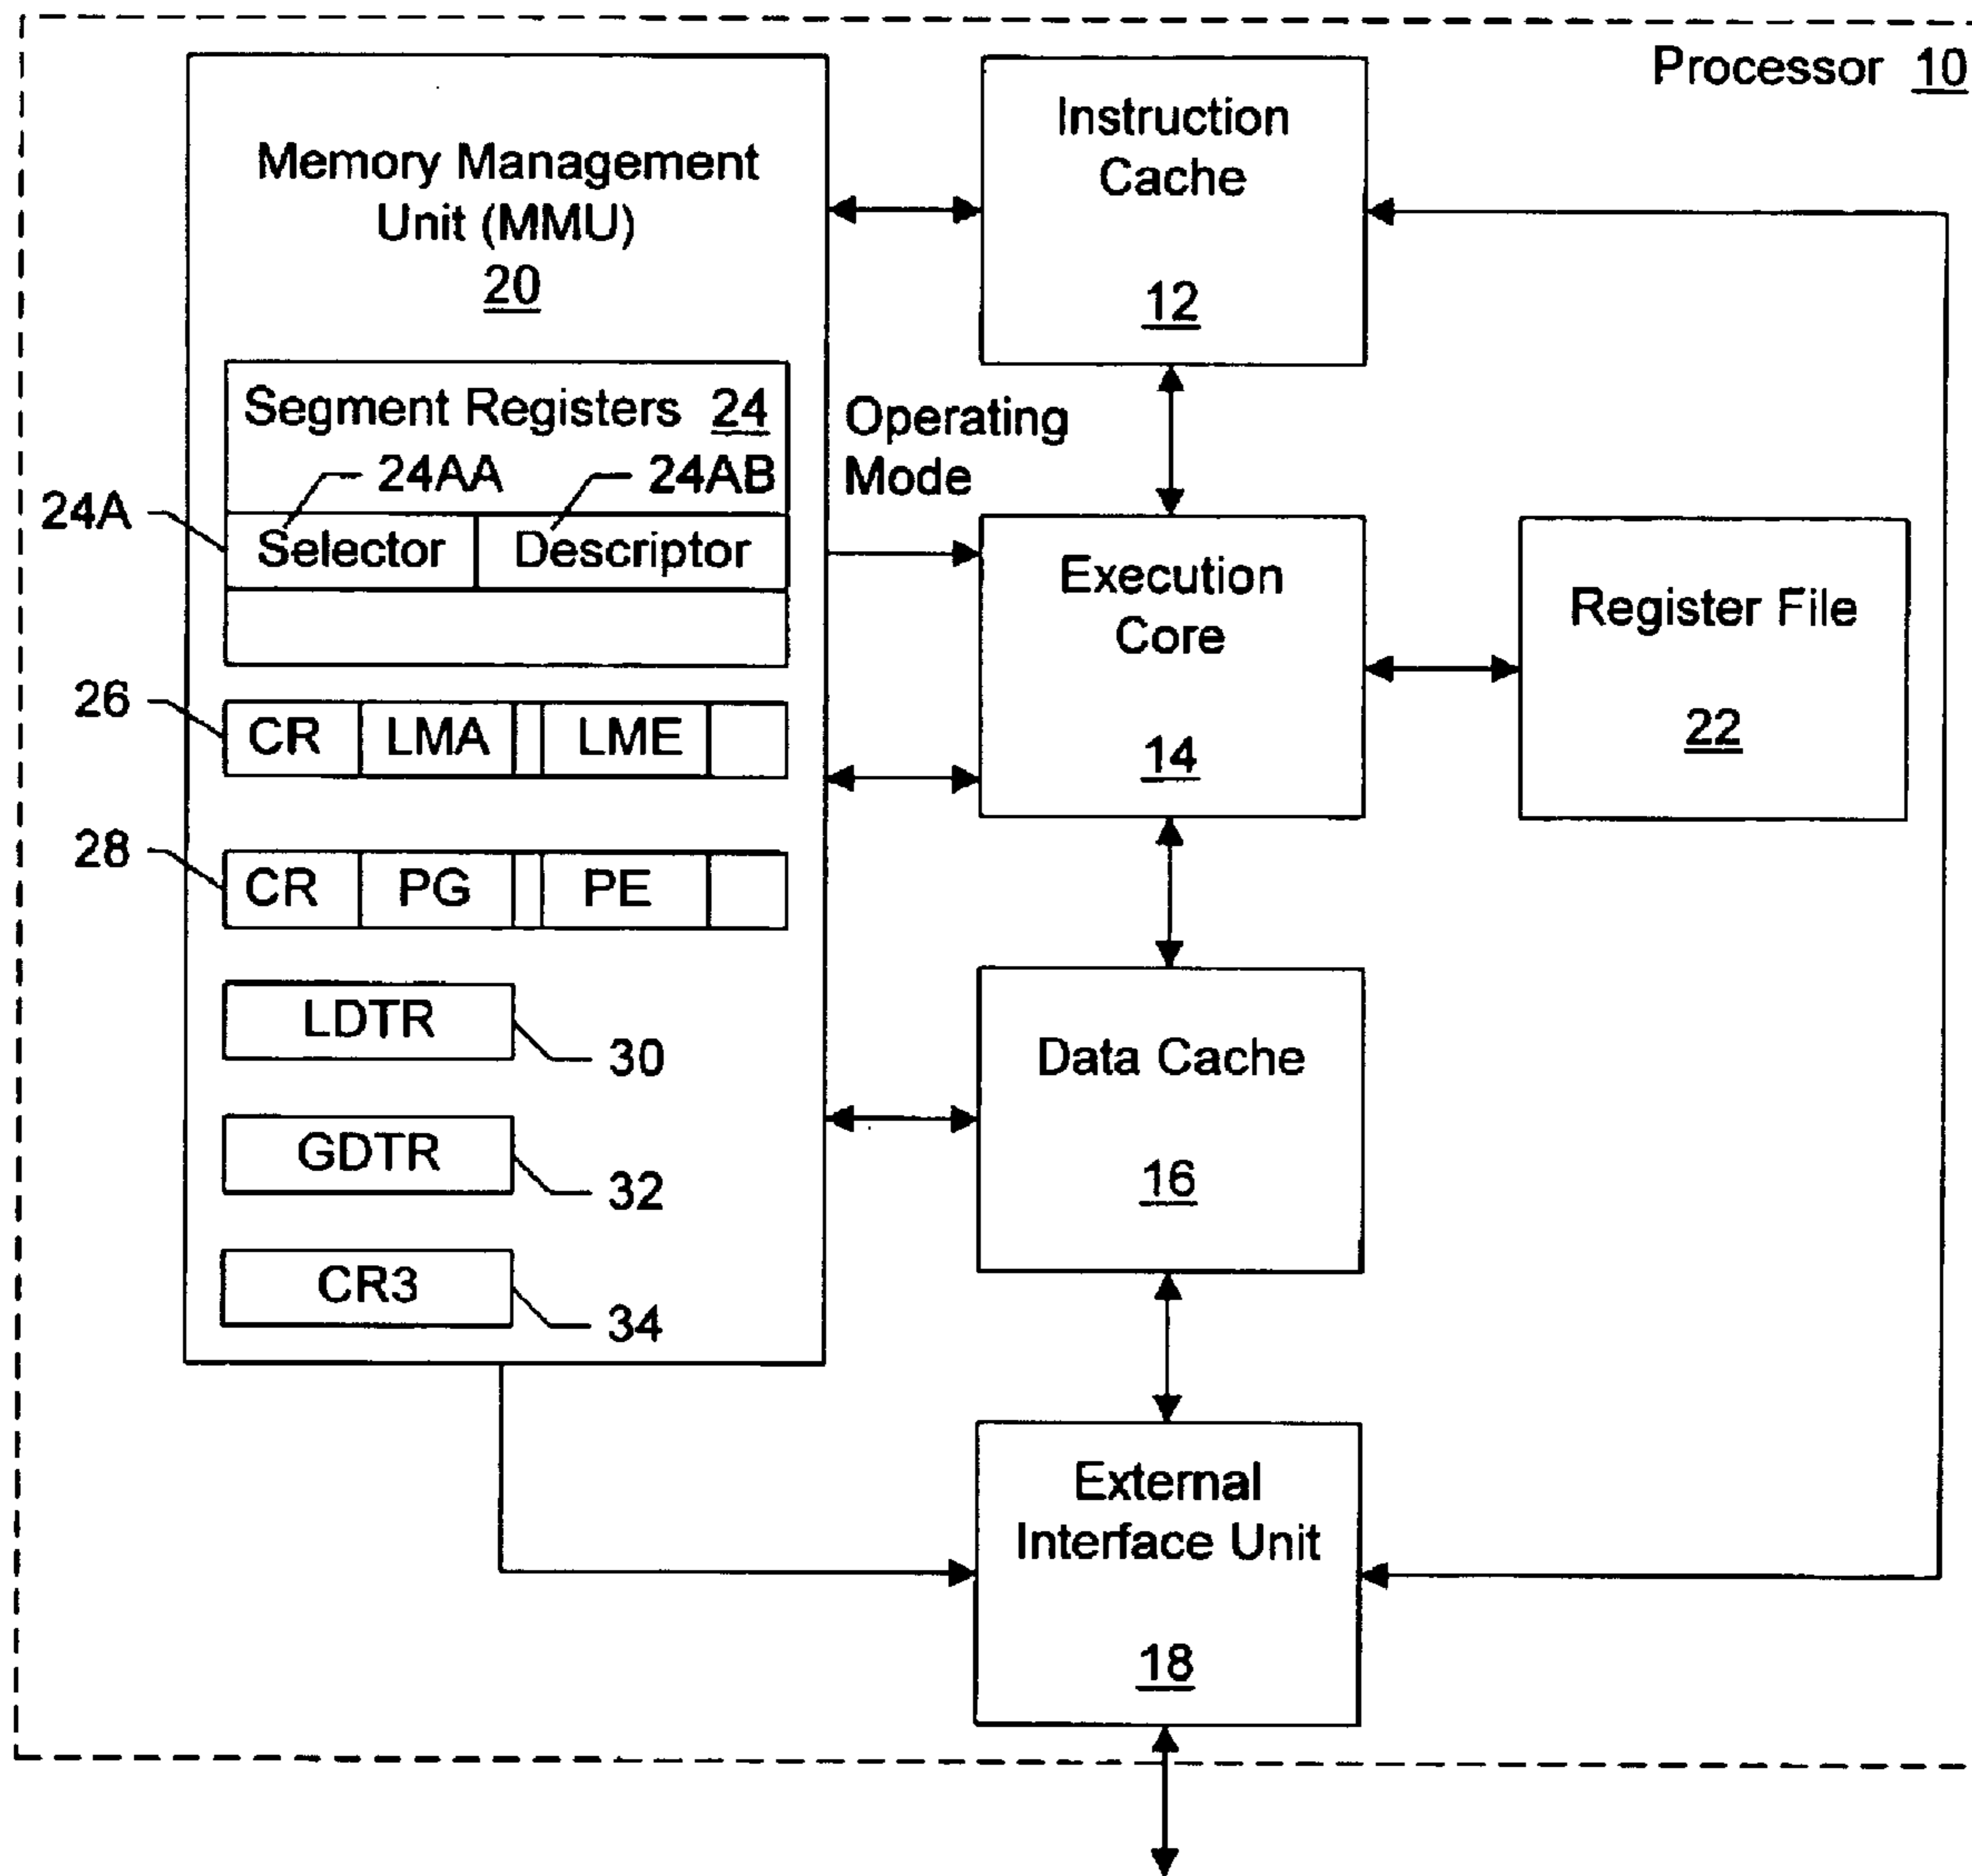 Processor 10
Memory Management
Unit (MMU)
20
Instruction
Cache
12
Segment Registers 24
24AA
24AB
24A
Selector
Descriptor
Operating
Mode
Execution
Core
14
Register File
22
26
CR
LMA
LME
28
CR
PG
PE
LDTR
30
GDTR
32
CR3
34
Data Cache
16
External
Interface Unit
18